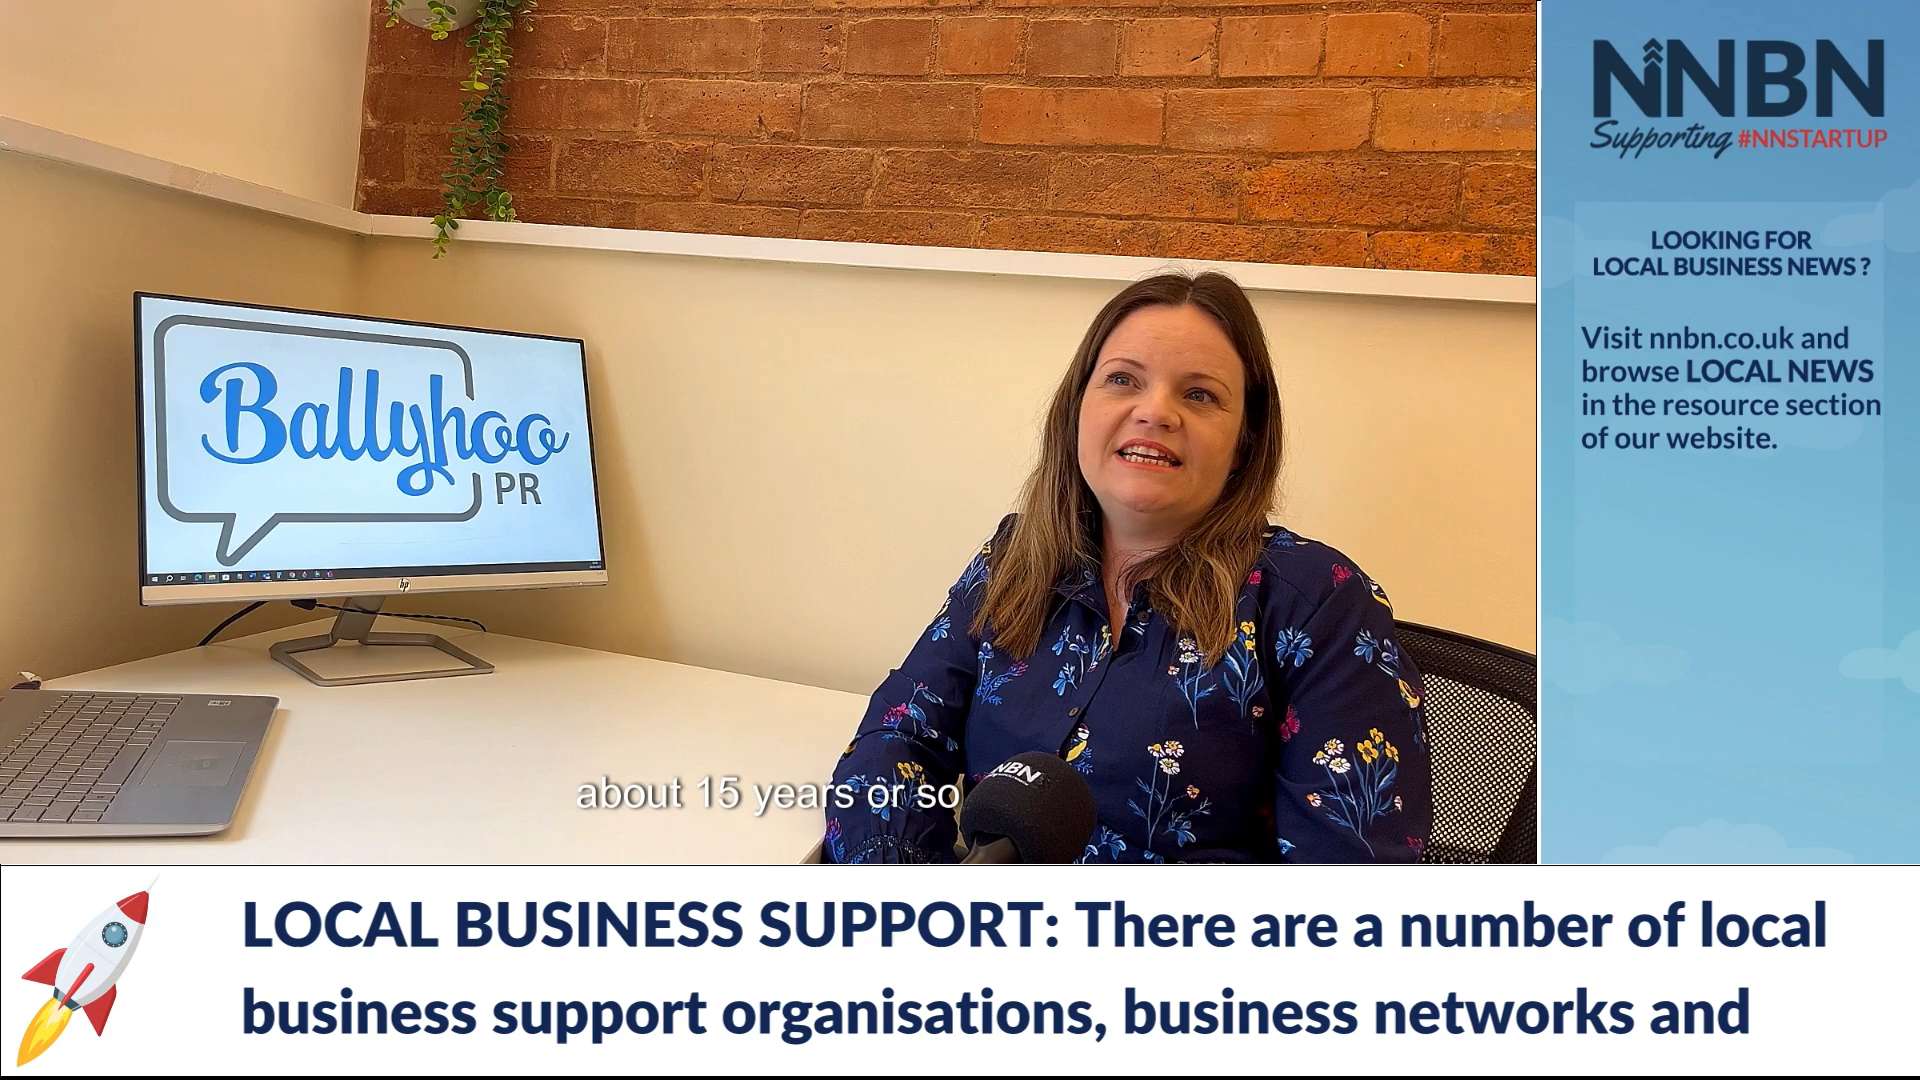 NNBN
Supporting #NNSTARTUP
LOOKING FOR
LOCAL BUSINESS NEWS ?
Visit nnbn.co.uk and
browse LOCAL NEWS
in the resource section
of our website.
Ballyhoo
PR
hp
about 15 years or so
LOCAL BUSINESS SUPPORT: There are a number of local
business support organisations, business networks and